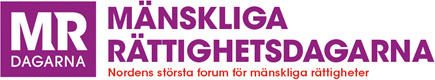 MR
DAGARNA
MÄNSKLIGA
RÄTTIGHETSDAGARNA
Nordens största forum för mänskliga rättigheter